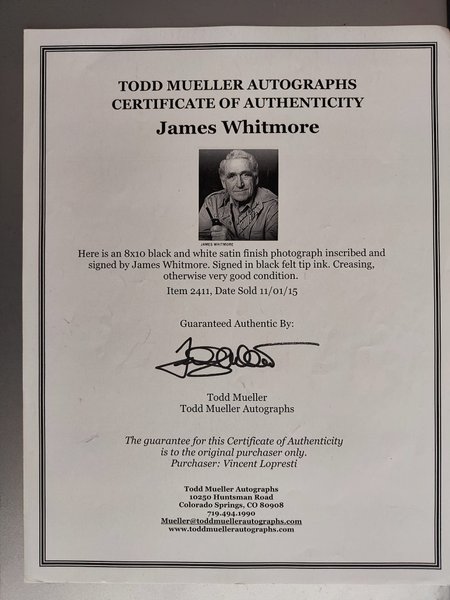 TODD MUELLER AUTOGRAPHS
CERTIFICATE OF AUTHENTICITY
James Whitmore
JAMES WHITMORE
Here is an 8x10 black and white satin finish photograph inscribed and
signed by James Whitmore. Signed in black felt tip ink. Creasing,
otherwise very good condition.
Item 2411, Date Sold 11/01/15
Guaranteed Authentic By:
Todd Mueller
Todd Mueller Autographs
The guarantee for this Certificate of Authenticity
is to the original purchaser only.
Purchaser: Vincent Lopresti
Todd Mueller Autographs
10250 Huntsman Road
Colorado Springs, CO 80908
719.494.1990
Mueller@toddmuellerautographs.com
www.toddmuellerautographs.com